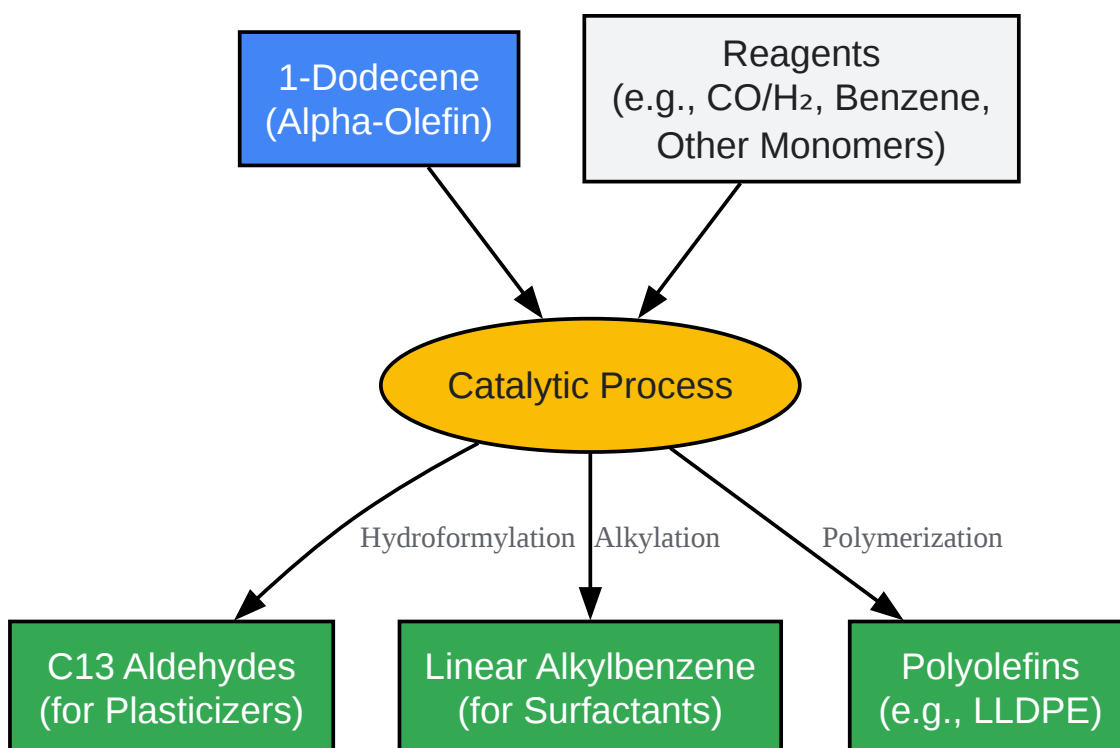 1-Dodecene
(Alpha-Olefin)
Reagents
(e.g., CO/H₂, Benzene,
Other Monomers)
Catalytic Process
Hydroformylation
Alkylation
Polymerization
C13 Aldehydes
(for Plasticizers)
Linear Alkylbenzene
(for Surfactants)
Polyolefins
(e.g., LLDPE)